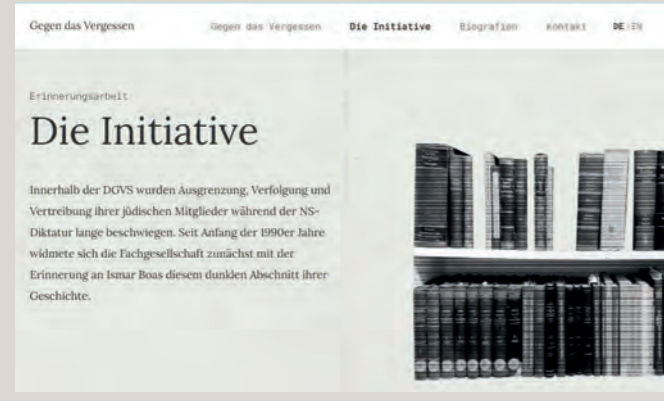 Gegen das Vergessen
Gegen das Vergessen Die Initiative Biografien Kontakt DE/EN
Erinnerungsarbeit
Die Initiative
Innerhalb der DGVS wurden Ausgrenzung, Verfolgung und
Vertreibung ihrer jüdischen Mitglieder während der NS-
Diktatur lange beschwiegen. Seit Anfang der 1990er Jahre
widmete sich die Fachgesellschaft zunächst mit der
Erinnerung an Ismar Boas diesem dunklen Abschnitt ihrer
Geschichte.